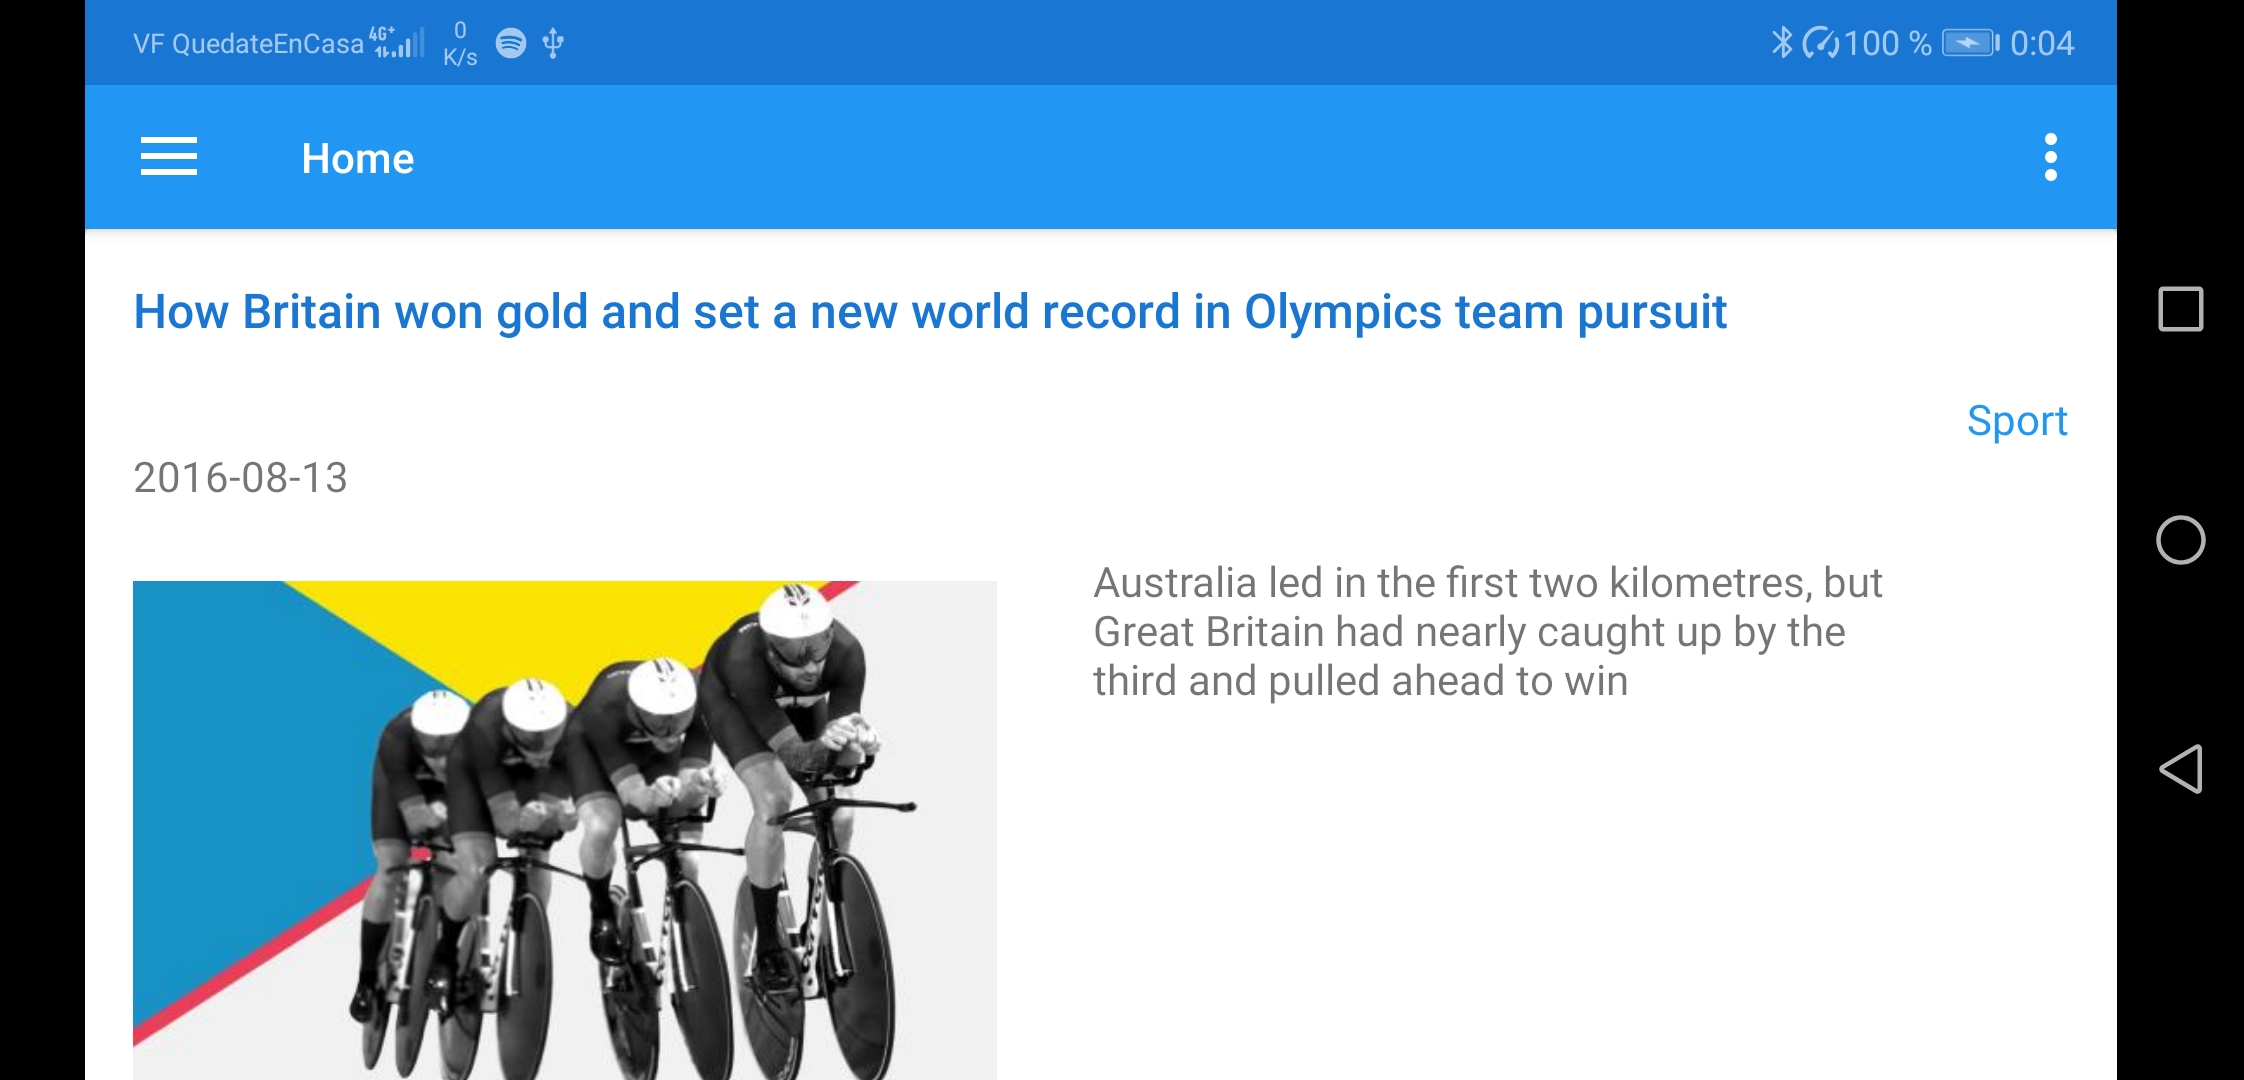 VF QuedateEnCasa 4G+ 0 K/s 100 % 0:04
Home
How Britain won gold and set a new world record in Olympics team pursuit
Sport
2016-08-13
Australia led in the first two kilometres, but
Great Britain had nearly caught up by the
third and pulled ahead to win